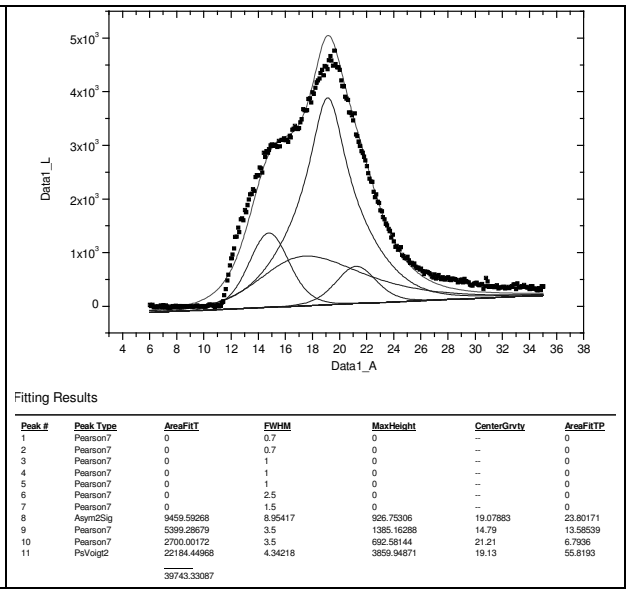 5x10³
4x10³
3x10³
2x10³
1x10³
0
Data1_L
4 6 8 10 12 14 16 18 20 22 24 26 28 30 32 34 36 38
Data1_A
Fitting Results
Peak # Peak Type AreaFitT FWHM MaxHeight CenterGrvty AreaFitTP
1 Pearson7 0 0.7 0 -- 0
2 Pearson7 0 0.7 0 -- 0
3 Pearson7 0 1 0 -- 0
4 Pearson7 0 1 0 -- 0
5 Pearson7 0 1 0 -- 0
6 Pearson7 0 2.5 0 -- 0
7 Pearson7 0 1.5 0 -- 0
8 Asym2Sig 9459.59268 8.95417 926.75306 19.07883 23.80171
9 Pearson7 5399.28679 3.5 1385.16288 14.79 13.58539
10 Pearson7 2700.00172 3.5 692.58144 21.21 6.7936
11 PsVoigt2 22184.44968 4.34218 3859.94871 19.13 55.8193
39743.33087